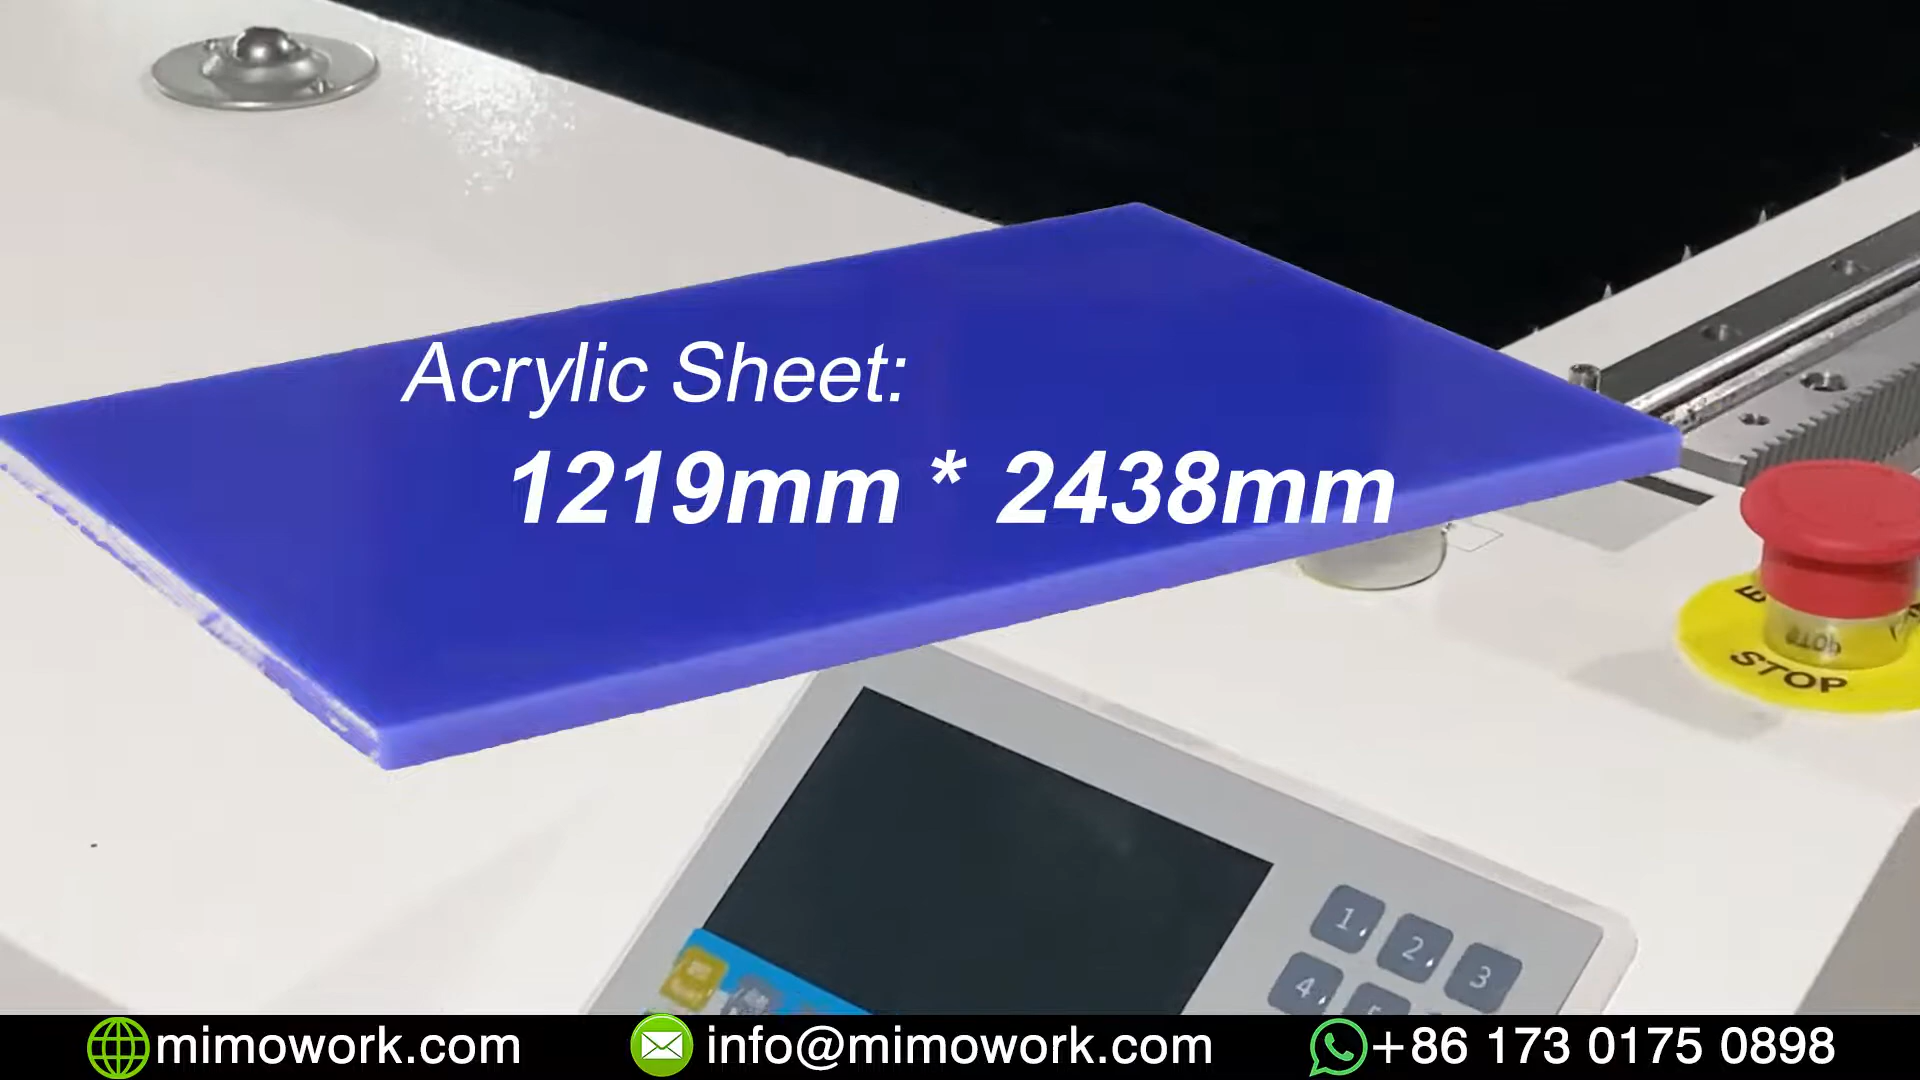 Acrylic Sheet:
1219mm * 2438mm
STOP
1 2 3
4
mimowork.com
info@mimowork.com
+86 173 0175 0898